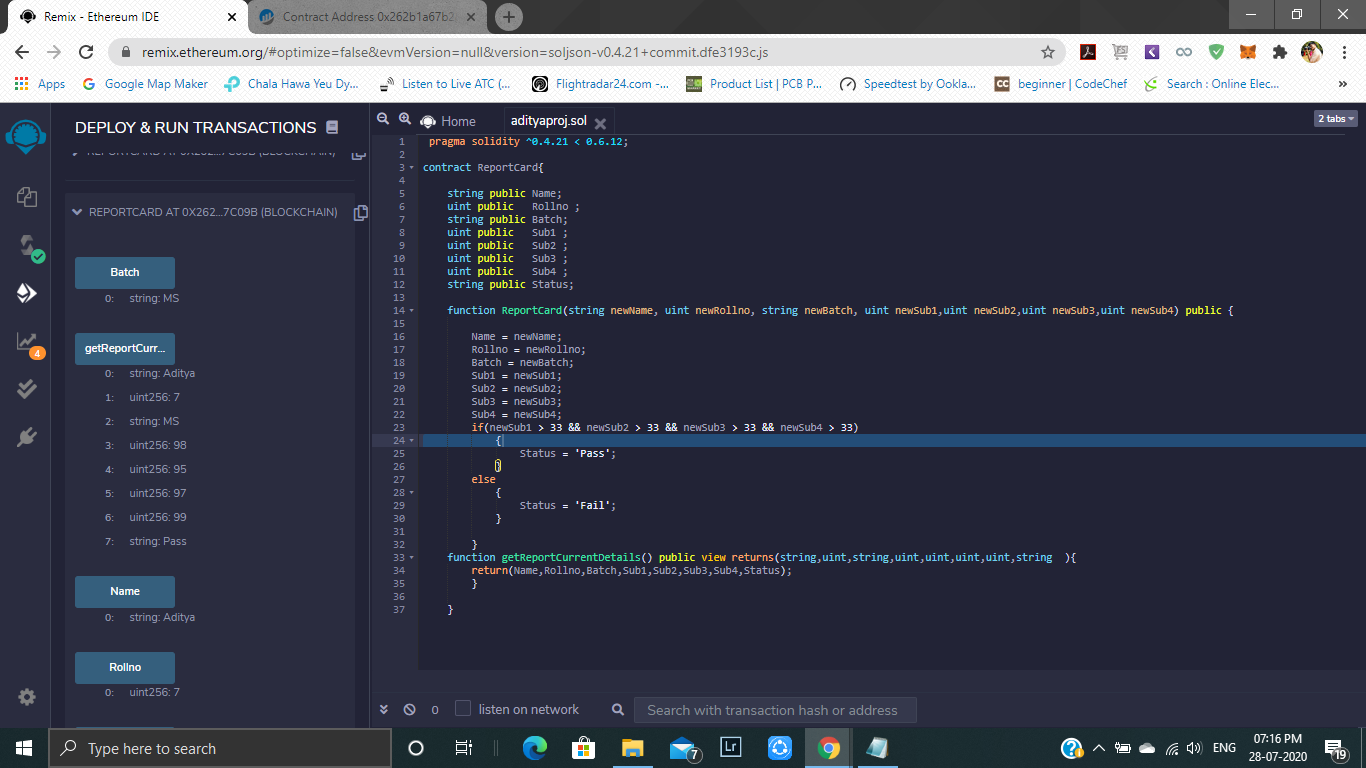 Remix - Ethereum IDE
Contract Address 0x262b1a67b2
remix.ethereum.org/#optimize=false&evmVersion=null&version=soljson-v0.4.21+commit.dfe3193c.js
Apps
Google Map Maker
Chala Hawa Yeu Dy...
Listen to Live ATC (...
Flightradar24.com -...
Product List | PCB P...
Speedtest by Ookla...
CC beginner | CodeChef
Search : Online Elec...
DEPLOY & RUN TRANSACTIONS
REPORTCARD AT 0X262...7C09B (BLOCKCHAIN)
REPORTCARD AT 0X262...7C09B (BLOCKCHAIN)
Batch
0: string: MS
getReportCurr...
0: string: Aditya
1: uint256: 7
2: string: MS
3: uint256: 98
4: uint256: 95
5: uint256: 97
6: uint256: 99
7: string: Pass
Name
0: string: Aditya
Rollno
0: uint256: 7
4
Home
adityaproj.sol
2 tabs
1 pragma solidity ^0.4.21 < 0.6.12;
2
3 contract ReportCard{
4
5 string public Name;
6 uint public Rollno ;
7 string public Batch;
8 uint public Sub1 ;
9 uint public Sub2 ;
10 uint public Sub3 ;
11 uint public Sub4 ;
12 string public Status;
13
14 function ReportCard(string newName, uint newRollno, string newBatch, uint newSub1,uint newSub2,uint newSub3,uint newSub4) public {
15
16 Name = newName;
17 Rollno = newRollno;
18 Batch = newBatch;
19 Sub1 = newSub1;
20 Sub2 = newSub2;
21 Sub3 = newSub3;
22 Sub4 = newSub4;
23 if(newSub1 > 33 && newSub2 > 33 && newSub3 > 33 && newSub4 > 33)
24 {
25 Status = 'Pass';
26 }
27 else
28 {
29 Status = 'Fail';
30 }
31
32 }
33 function getReportCurrentDetails() public view returns(string,uint,string,uint,uint,uint,uint,string ){
34 return(Name,Rollno,Batch,Sub1,Sub2,Sub3,Sub4,Status);
35 }
36
37 }
0
listen on network
Search with transaction hash or address
Type here to search
7
Lr
ENG
07:16 PM
28-07-2020
19